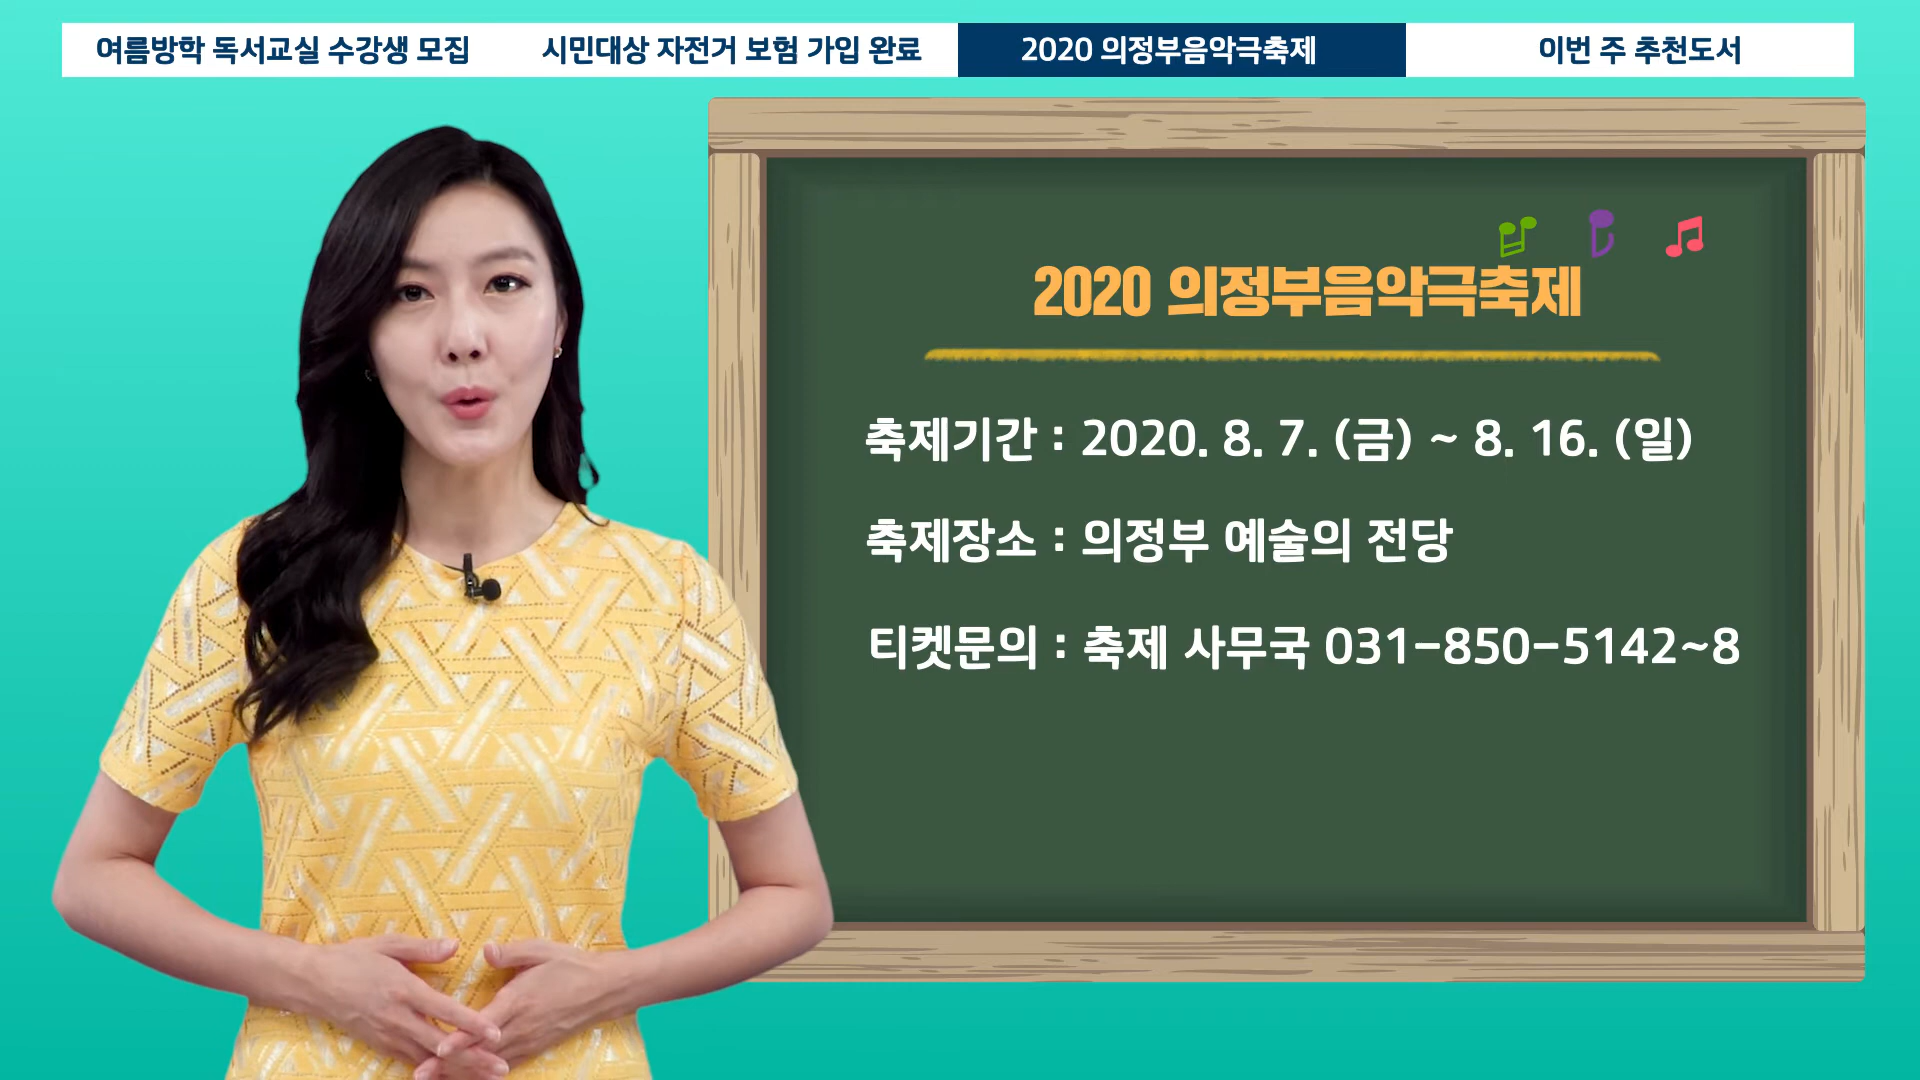 여름방학 독서교실 수강생 모집
시민대상 자전거 보험 가입 완료
2020 의정부음악극축제
이번 주 추천도서
2020 의정부음악극축제
축제기간 : 2020. 8. 7. (금) ~ 8. 16. (일)
축제장소 : 의정부 예술의 전당
티켓문의 : 축제 사무국 031-850-5142~8